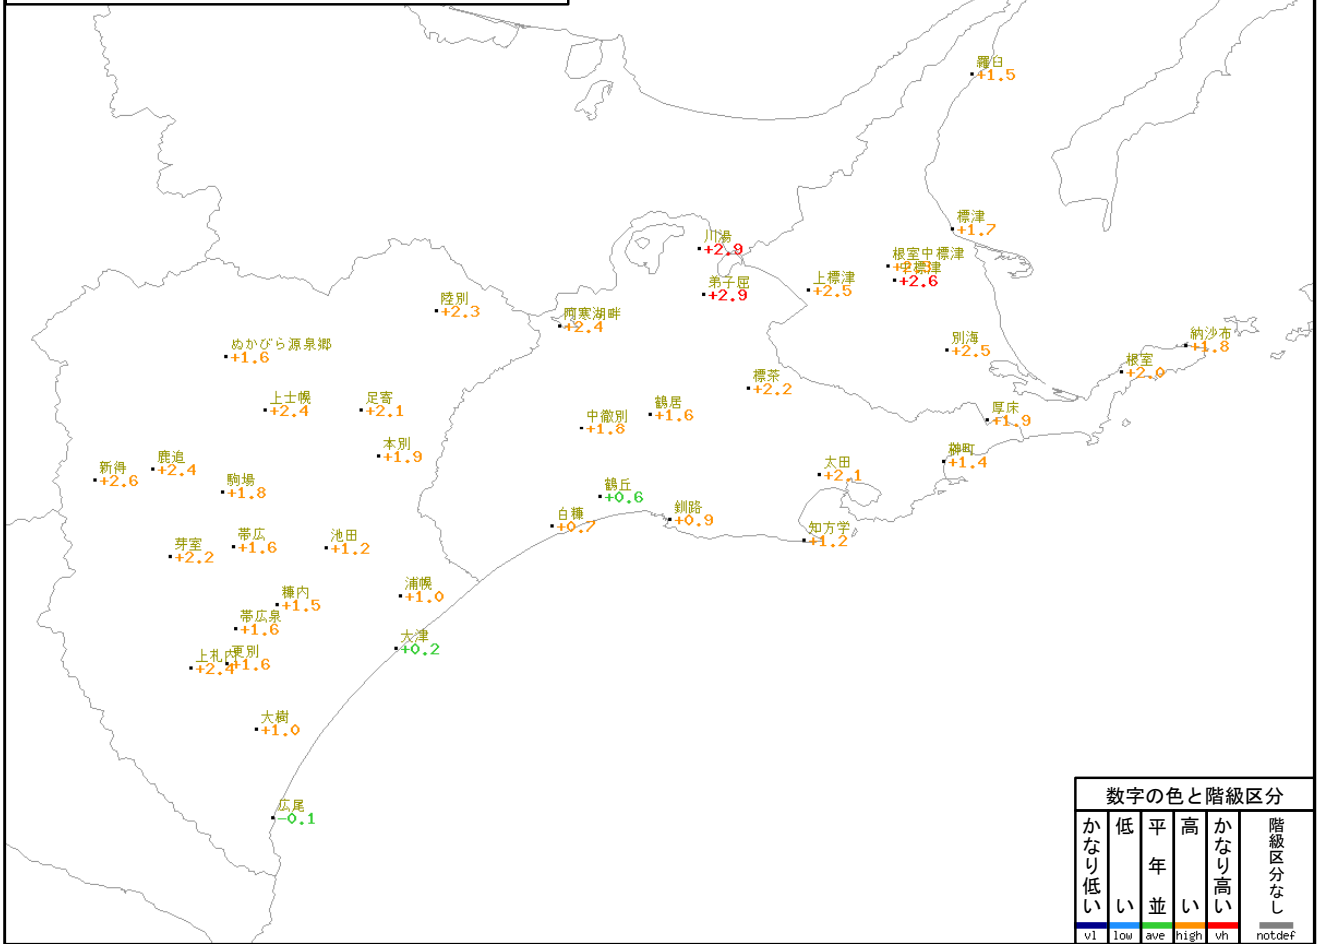 羅臼
+1.5
標津
+1.7
川湯
+2.9
根室中標津
中標津
+2.6
弟子屈
+2.9
上標津
+2.5
陸別
+2.3
阿寒湖畔
+2.4
ぬかびら源泉郷
+1.6
別海
+2.5
納沙布
+1.8
根室
+2.0
標茶
+2.2
上士幌
+2.4
足寄
+2.1
鶴居
+1.6
中徹別
+1.8
厚床
+1.9
本別
+1.9
榊町
+1.4
新得
+2.6
鹿追
+2.4
駒場
+1.8
太田
+2.1
鶴丘
+0.6
白糠
+0.7
釧路
+0.9
知方学
+1.2
芽室
+2.2
帯広
+1.6
池田
+1.2
浦幌
+1.0
糠内
+1.5
帯広泉
+1.6
大津
+0.2
上札内
+2.4
更別
+1.6
大樹
+1.0
広尾
-0.1
数字の色と階級区分
かなり低い
低い
平年並
高い
かなり高い
階級区分なし
vl
low
ave
high
vh
notdef